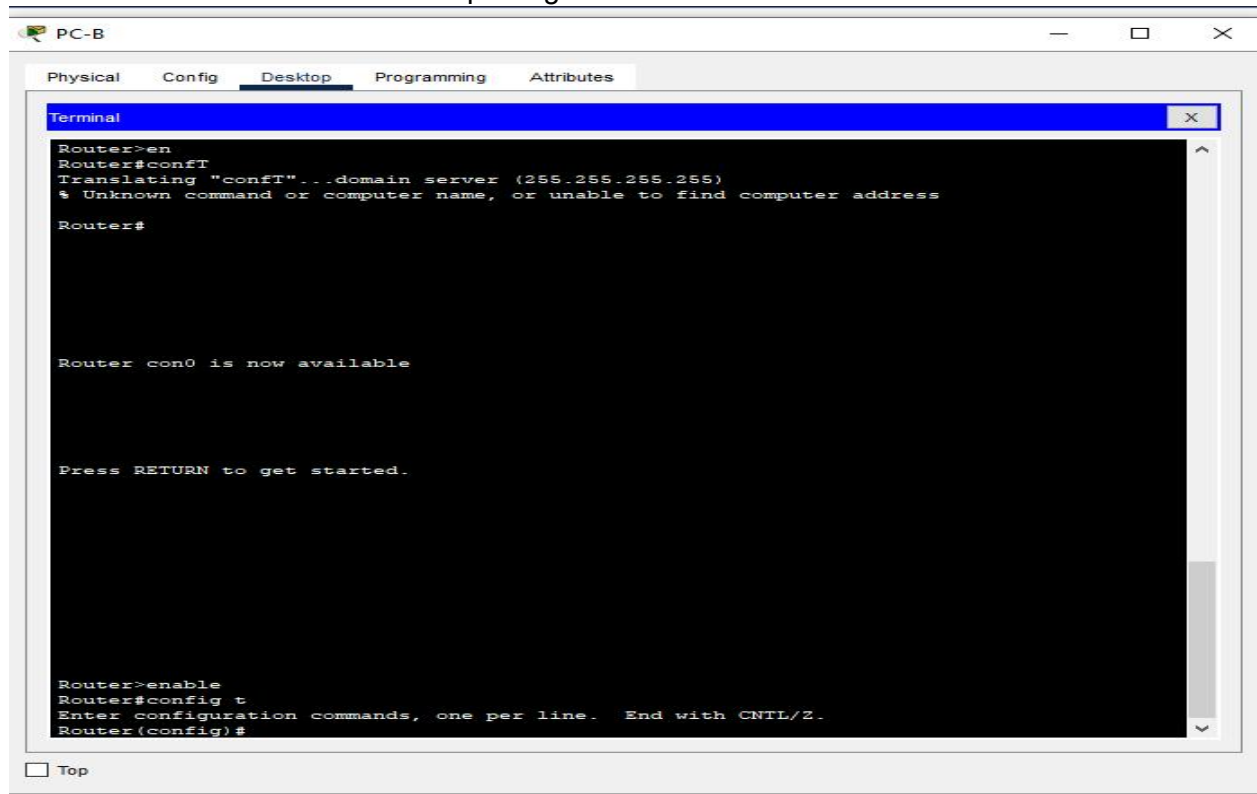 PC-B
Physical Config Desktop Programming Attributes
Terminal
X
Router>en
Router#confT
Translating "confT"...domain server (255.255.255.255)
% Unknown command or computer name, or unable to find computer address
Router#
Router con0 is now available
Press RETURN to get started.
Router>enable
Router#config t
Enter configuration commands, one per line. End with CNTL/Z.
Router(config)#
Top